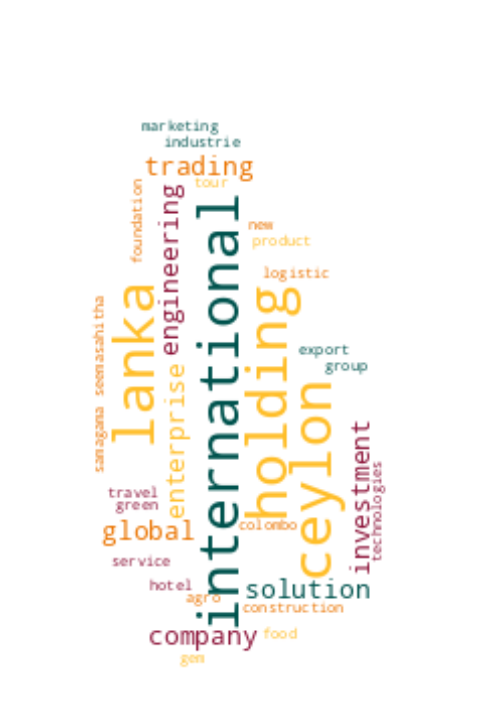 marketing
industrie
trading
tour
foundation
engineering
international
new
product
logistic
lanka
holding
samagama seemasahitha
export
group
enterprise
ceylon
investment
technologies
travel
green
global
colombo
service
hotel
agro
solution
construction
company
food
gem